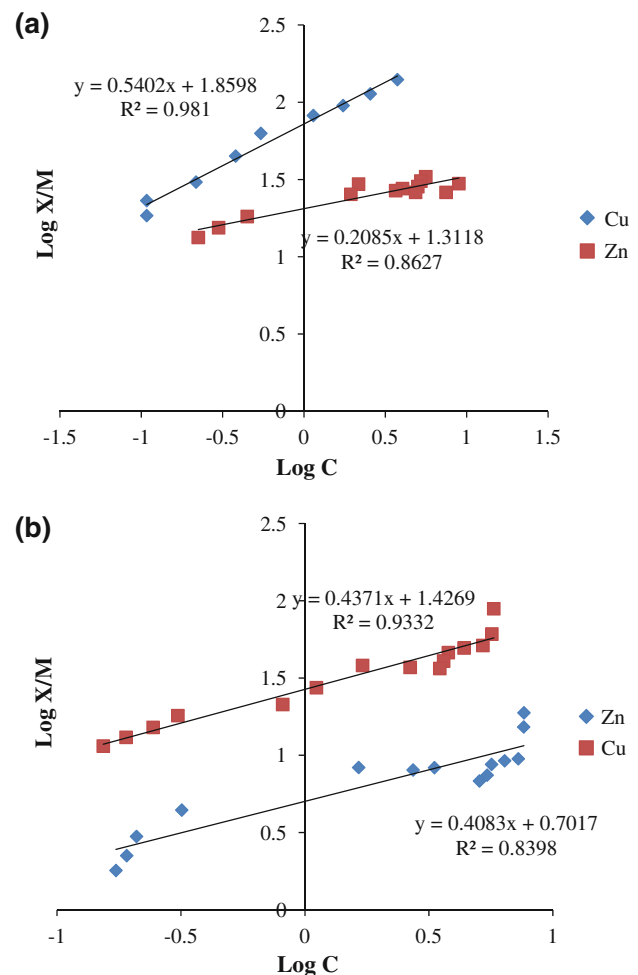 (a)
2.5
y = 0.5402x + 1.8598
R² = 0.981
2
1.5
Log X/M
1
y = 0.2085x + 1.3118
R² = 0.8627
0.5
0
-1.5 -1 -0.5 0 0.5 1 1.5
Log C
Cu
Zn
(b)
2.5
2
y = 0.4371x + 1.4269
R² = 0.9332
1.5
Log X/M
1
0.5
y = 0.4083x + 0.7017
R² = 0.8398
0
-1 -0.5 0 0.5 1
Log C
Zn
Cu